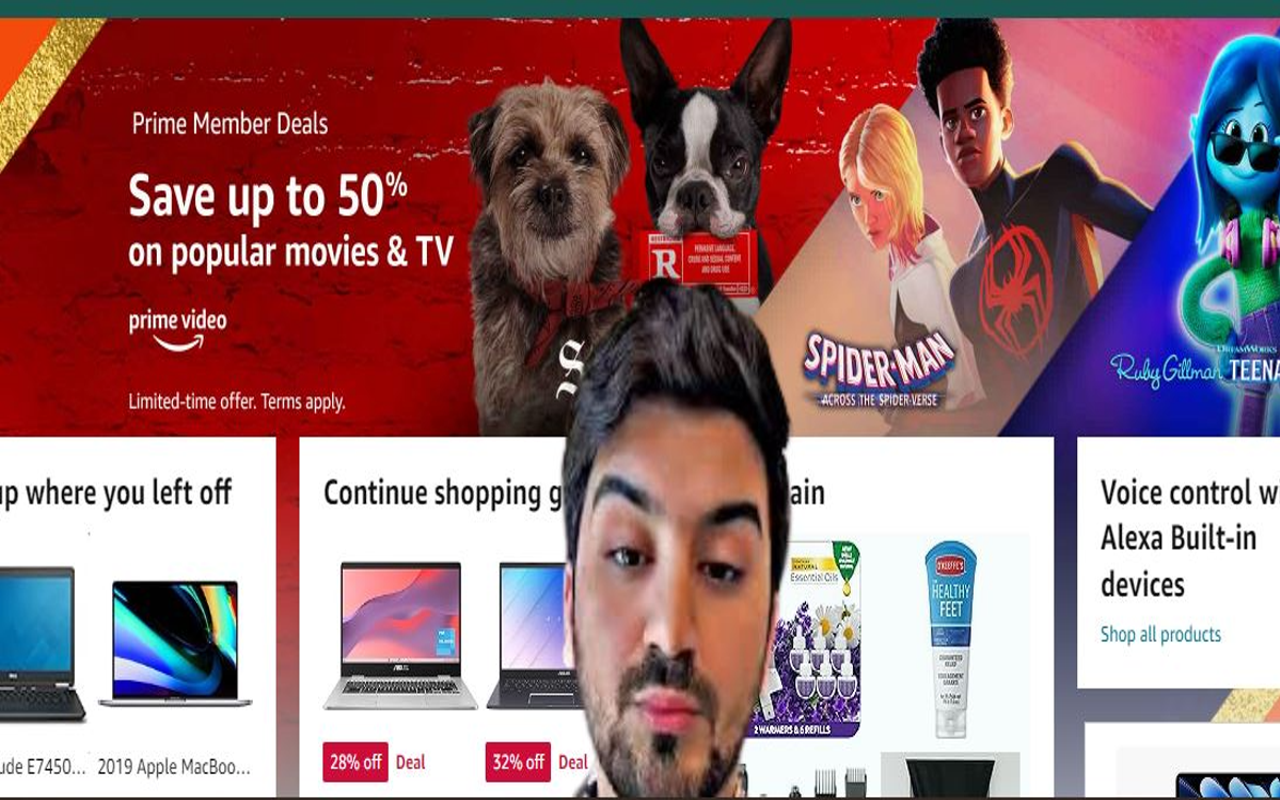 Prime Member Deals
Save up to 50%
on popular movies & TV
prime video
Limited-time offer. Terms apply.
R
SPIDER-MAN
ACROSS THE SPIDER-VERSE
DREAMWORKS
Ruby Gillman TEENA
up where you left off
ude E7450...
2019 Apple MacBoo...
Continue shopping g
28% off Deal
32% off Deal
ain
NATURAL
Essential Oils
2 WARMERS & 6 REFILLS
O'KEEFFE'S
HEALTHY
FEET
Voice control wi
Alexa Built-in
devices
Shop all products